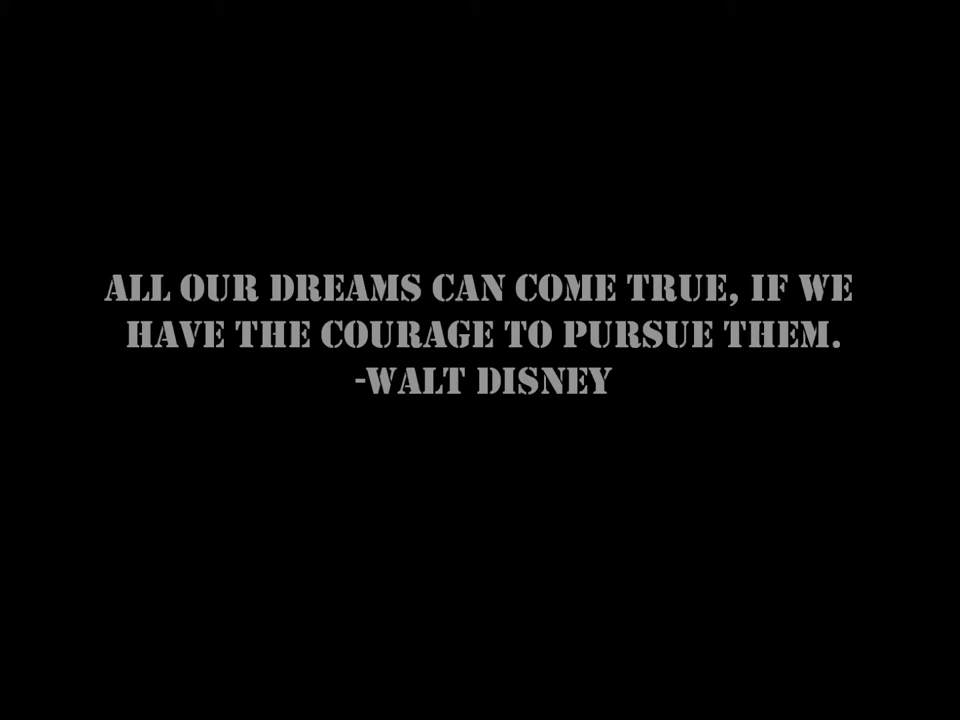 ALL OUR DREAMS CAN COME TRUE, IF WE
HAVE THE COURAGE TO PURSUE THEM.
-WALT DISNEY